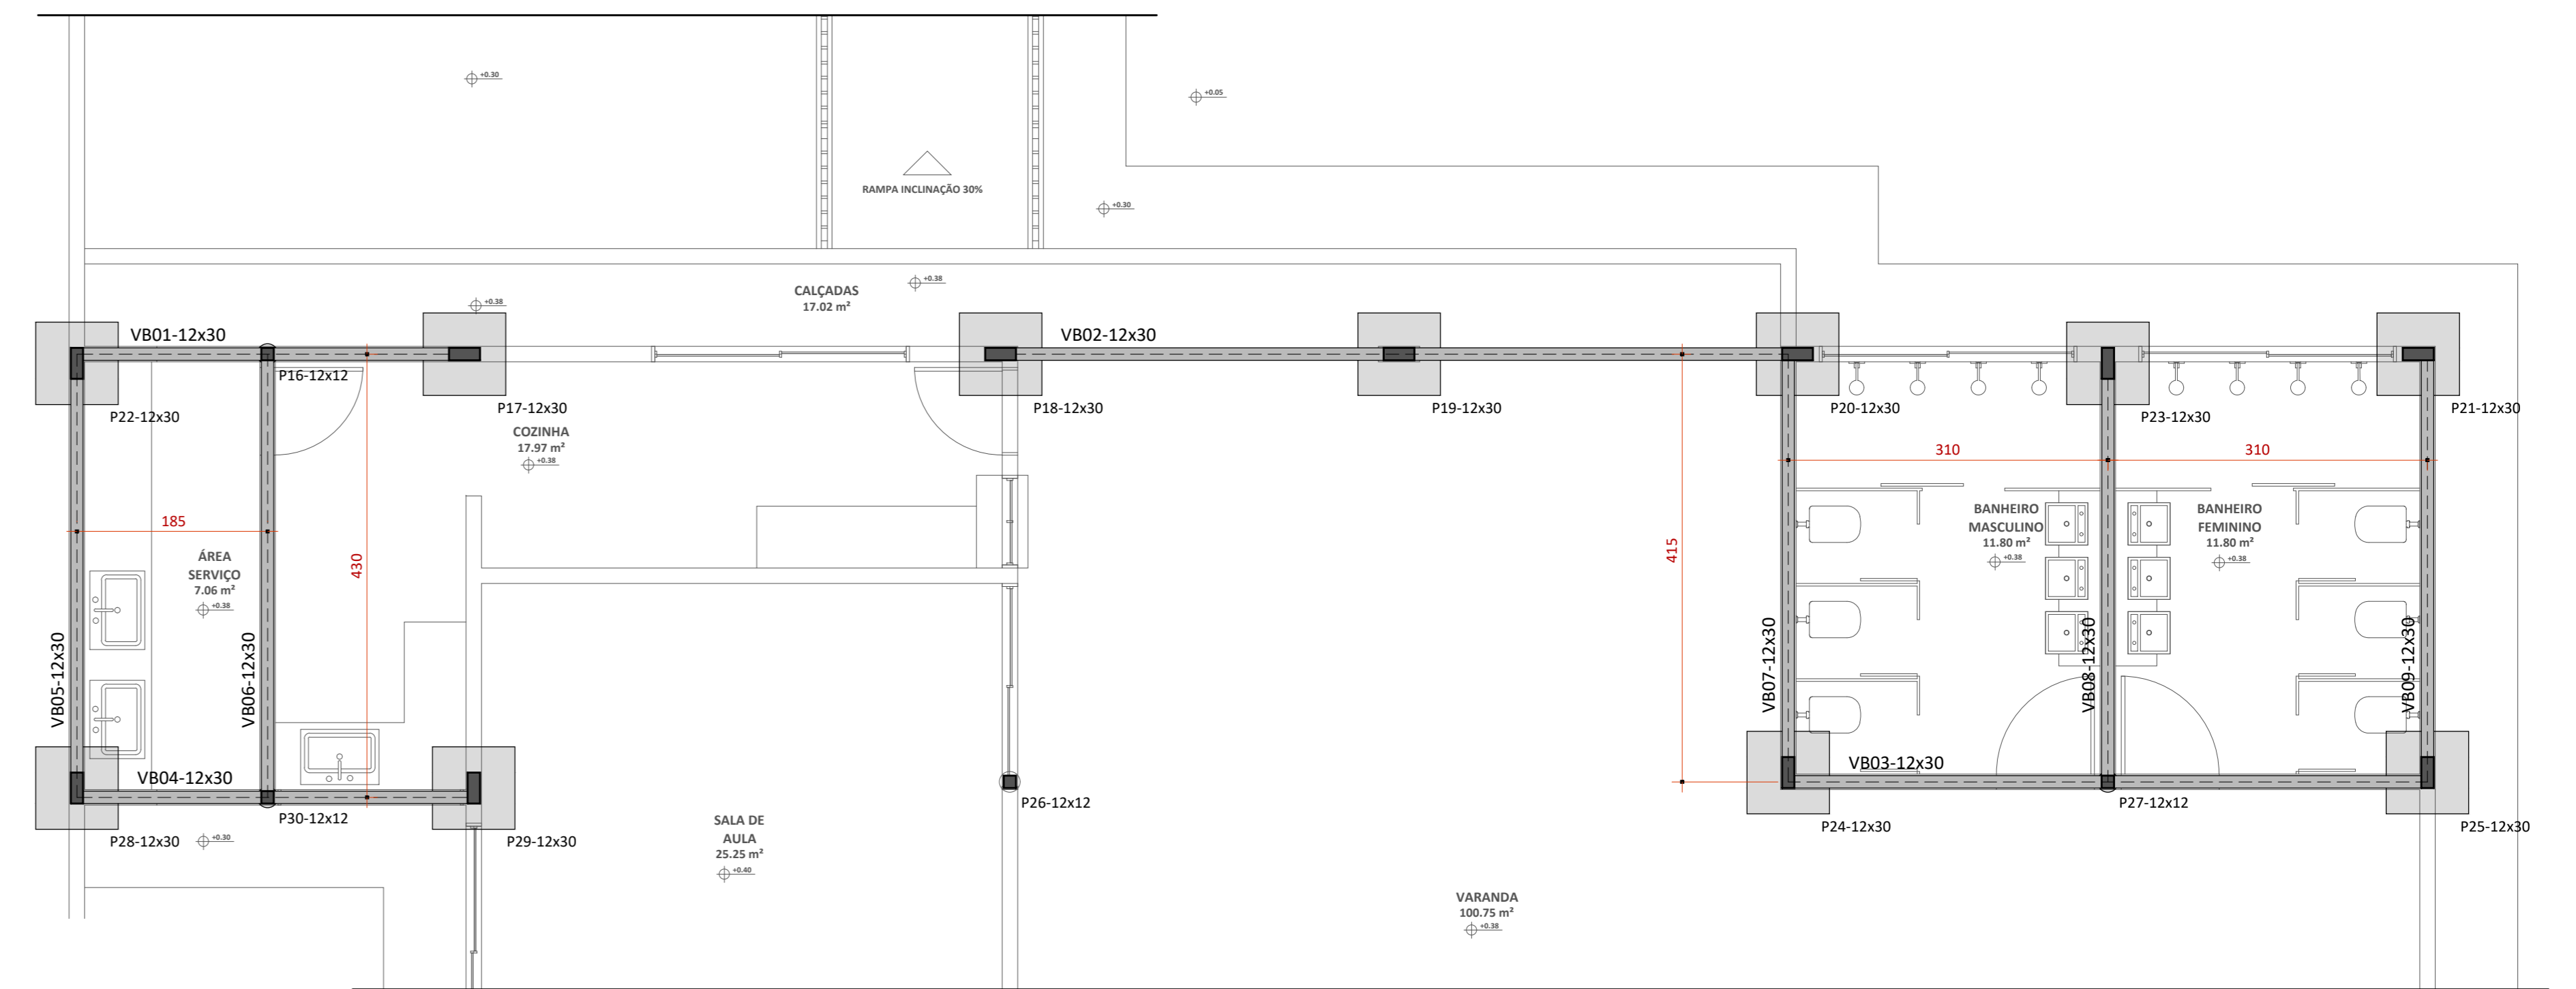 +0.30
+0.05
RAMPA INCLINAÇÃO 30%
+0.30
+0.38
CALÇADAS
17.02 m²
+0.38
VB01-12x30
VB02-12x30
P16-12x12
P22-12x30
P17-12x30
P18-12x30
P19-12x30
P20-12x30
P23-12x30
P21-12x30
COZINHA
17.97 m²
+0.38
310
310
185
430
415
ÁREA
SERVIÇO
7.06 m²
+0.38
BANHEIRO
MASCULINO
11.80 m²
+0.38
BANHEIRO
FEMININO
11.80 m²
+0.38
VB05-12x30
VB06-12x30
VB07-12x30
VB08-12x30
VB09-12x30
VB04-12x30
VB03-12x30
P26-12x12
P27-12x12
P30-12x12
P28-12x30
+0.30
P29-12x30
P24-12x30
P25-12x30
SALA DE
AULA
25.25 m²
+0.40
VARANDA
100.75 m²
+0.38